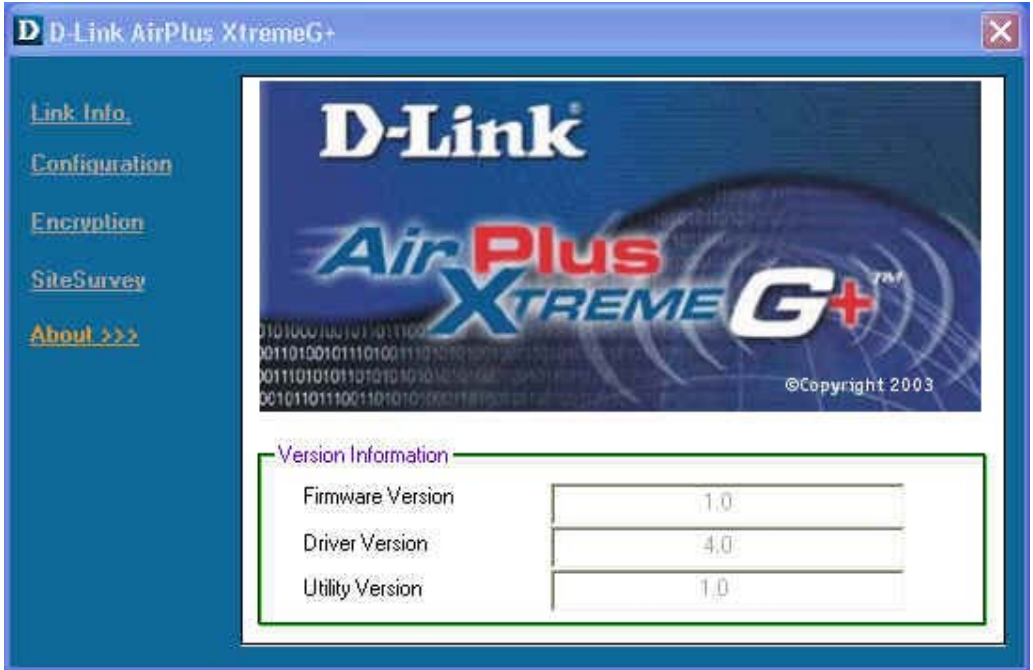 D-Link AirPlus XtremeG+
Link Info.
Configuration
Encryption
SiteSurvey
About >>>
D-Link®
Air Plus
XTREME G+™
©Copyright 2003
Version Information
Firmware Version 1.0
Driver Version 4.0
Utility Version 1.0